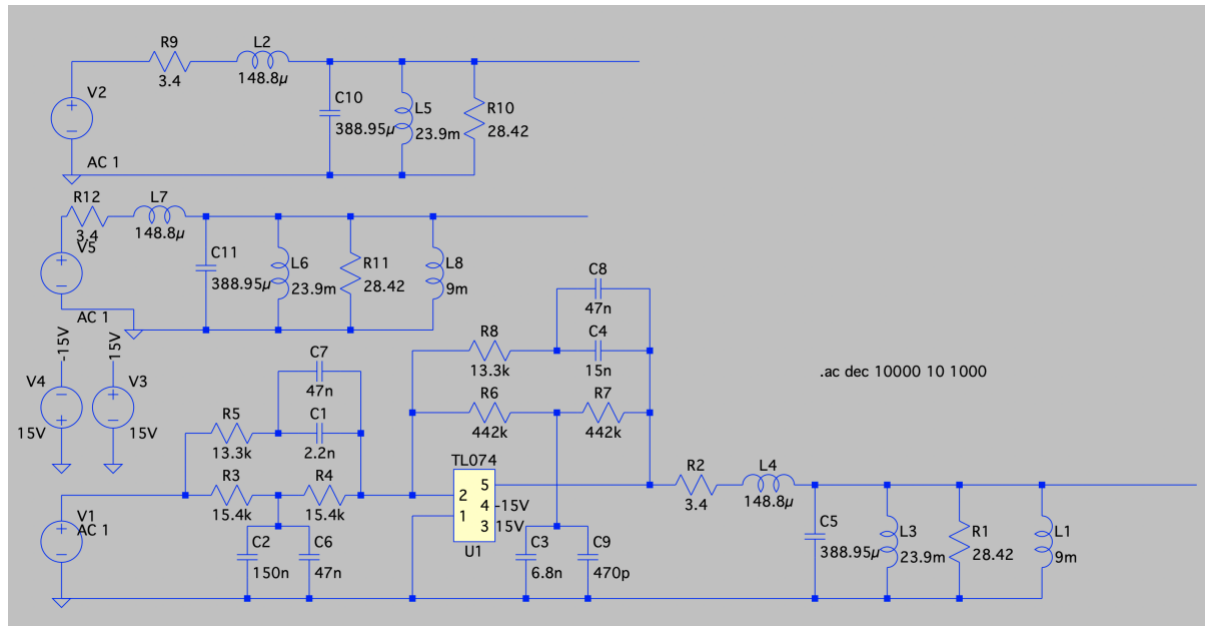 R9
3.4
L2
148.8µ
V2
AC 1
C10
388.95µ
L5
23.9m
R10
28.42
R12
3.4
L7
148.8µ
V5
AC 1
C11
388.95µ
L6
23.9m
R11
28.42
L8
9m
-15V
V4
15V
15V
V3
15V
C8
47n
R8
13.3k
C4
15n
R6
442k
R7
442k
.ac dec 10000 10 1000
C7
47n
R5
13.3k
C1
2.2n
R3
15.4k
R4
15.4k
V1
AC 1
C2
150n
C6
47n
TL074
2
1
5
4
3
-15V
15V
U1
C3
6.8n
C9
470p
R2
3.4
L4
148.8µ
C5
388.95µ
L3
23.9m
R1
28.42
L1
9m